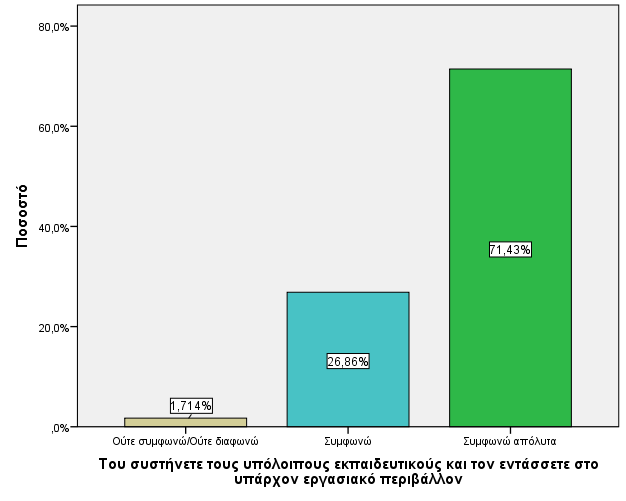 80,0%
60,0%
40,0%
20,0%
,0%
Ποσοστό
1,714%
26,86%
71,43%
Ούτε συμφωνώ/Ούτε διαφωνώ
Συμφωνώ
Συμφωνώ απόλυτα
Του συστήνετε τους υπόλοιπους εκπαιδευτικούς και τον εντάσσετε στο
υπάρχον εργασιακό περιβάλλον